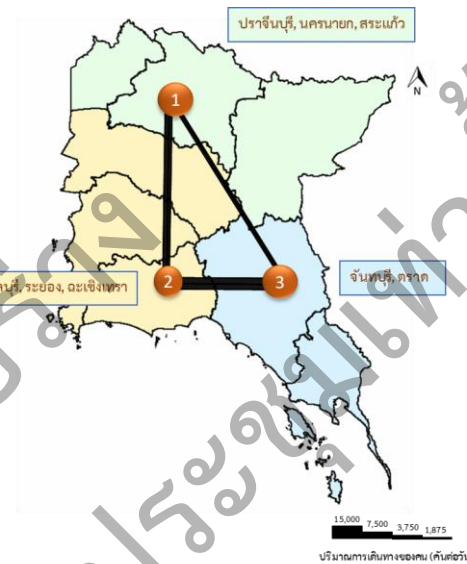 ปราจีนบุรี, นครนายก, สระแก้ว
N
1
ลบุรี, ระยอง, ฉะเชิงเทรา
2
3
จันทบุรี, ตราด
15,000 7,500 3,750 1,875
ปริมาณการเดินทางของคน (คันต่อวัน